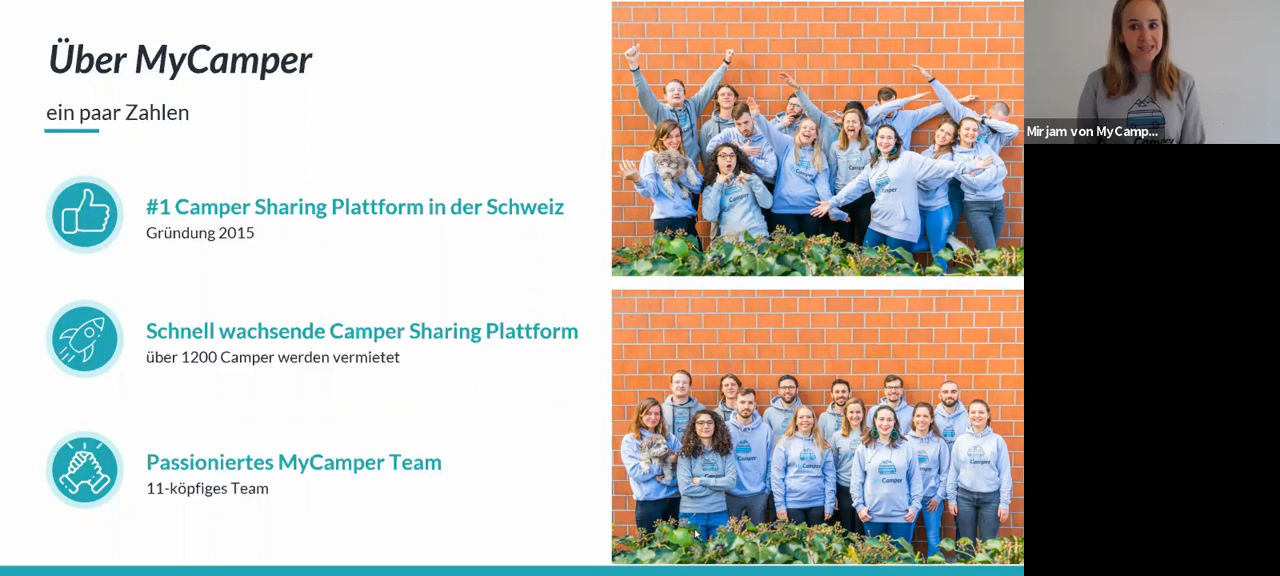 Über MyCamper
ein paar Zahlen
#1 Camper Sharing Plattform in der Schweiz
Gründung 2015
Schnell wachsende Camper Sharing Plattform
über 1200 Camper werden vermietet
Passioniertes MyCamper Team
11-köpfiges Team
Mirjam von MyCamp...